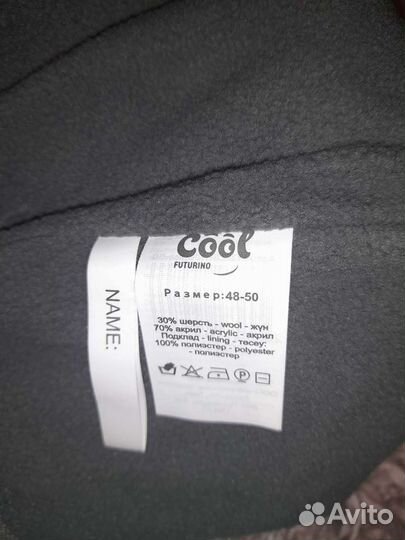 cool
FUTURINO
Размер:48-50
30% шерсть - wool - жүн
70% акрил - acrylic - акрил
Подклад - lining - төсеу:
100% полиэстер - polyester
- полиэстер
P
NAME:
Avito